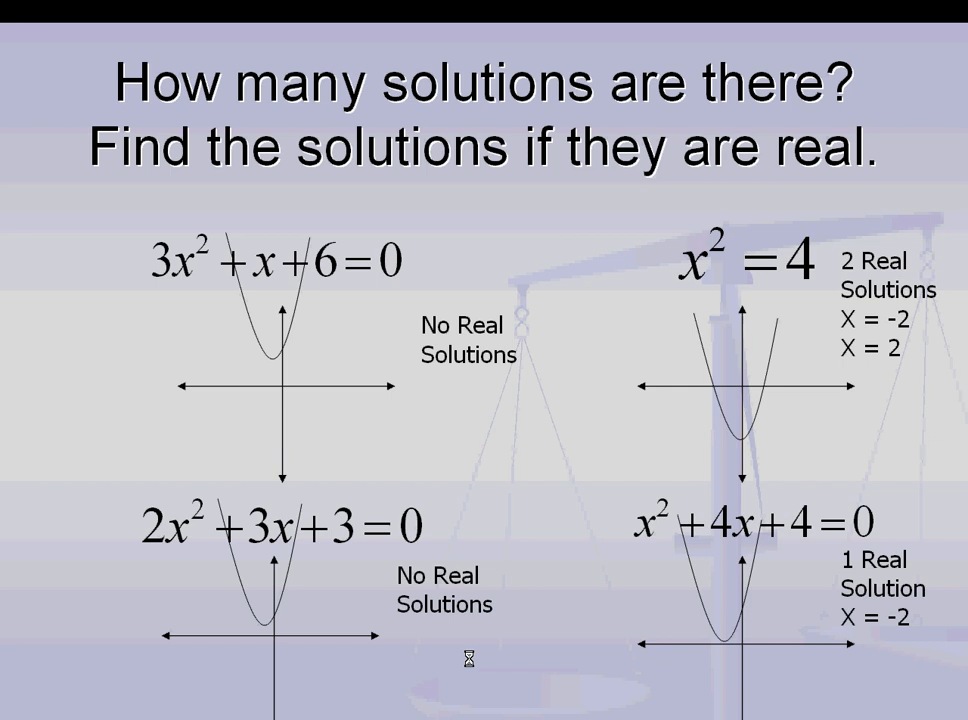 How many solutions are there?
Find the solutions if they are real.
3x² + x + 6 = 0
No Real
Solutions
x² = 4
2 Real
Solutions
X = -2
X = 2
2x² + 3x + 3 = 0
No Real
Solutions
x² + 4x + 4 = 0
1 Real
Solution
X = -2